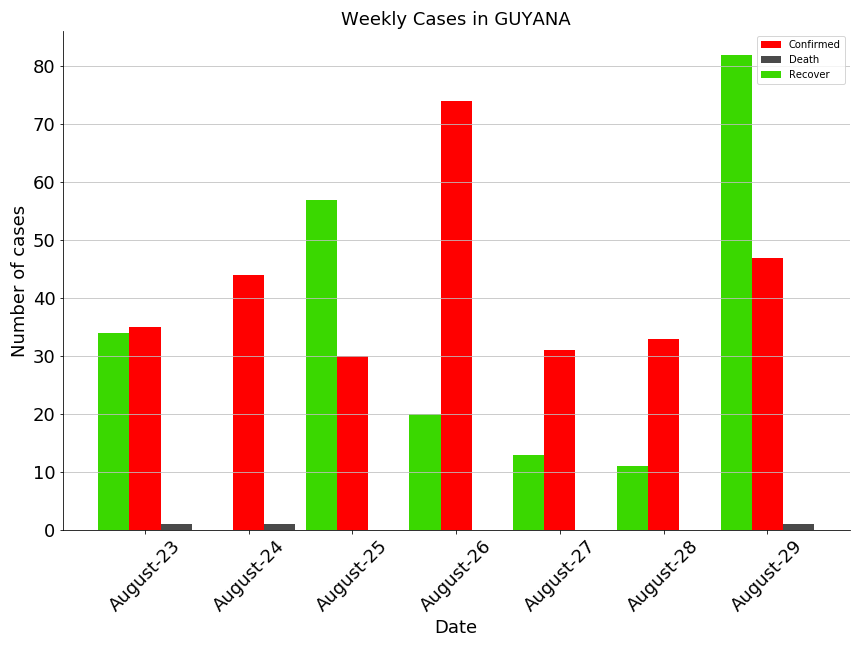 Weekly Cases in GUYANA
Confirmed
Death
Recover
Number of cases
80
70
60
50
40
30
20
10
0
August-23
August-24
August-25
August-26
August-27
August-28
August-29
Date